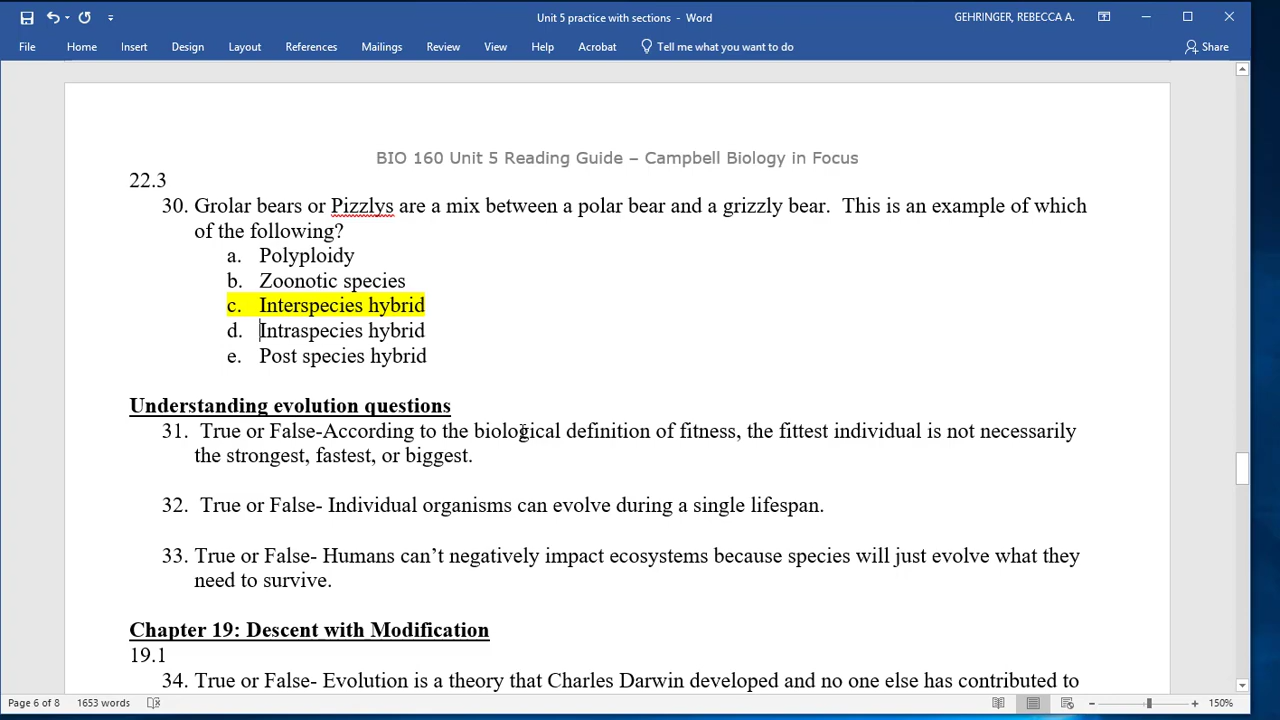 Unit 5 practice with sections - Word
GEHRINGER, REBECCA A.
File Home Insert Design Layout References Mailings Review View Help Acrobat Tell me what you want to do Share
BIO 160 Unit 5 Reading Guide – Campbell Biology in Focus
22.3
30. Grolar bears or Pizzlys are a mix between a polar bear and a grizzly bear. This is an example of which
of the following?
a. Polyploidy
b. Zoonotic species
c. Interspecies hybrid
d. Intraspecies hybrid
e. Post species hybrid
Understanding evolution questions
31. True or False-According to the biological definition of fitness, the fittest individual is not necessarily
the strongest, fastest, or biggest.
32. True or False- Individual organisms can evolve during a single lifespan.
33. True or False- Humans can’t negatively impact ecosystems because species will just evolve what they
need to survive.
Chapter 19: Descent with Modification
19.1
34. True or False- Evolution is a theory that Charles Darwin developed and no one else has contributed to
Page 6 of 8 1653 words 150%